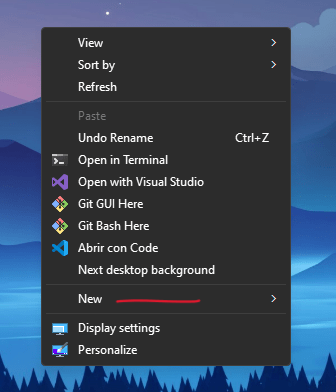 View
Sort by
Refresh
Paste
Undo Rename Ctrl+Z
Open in Terminal
Open with Visual Studio
Git GUI Here
Git Bash Here
Abrir con Code
Next desktop background
New
Display settings
Personalize